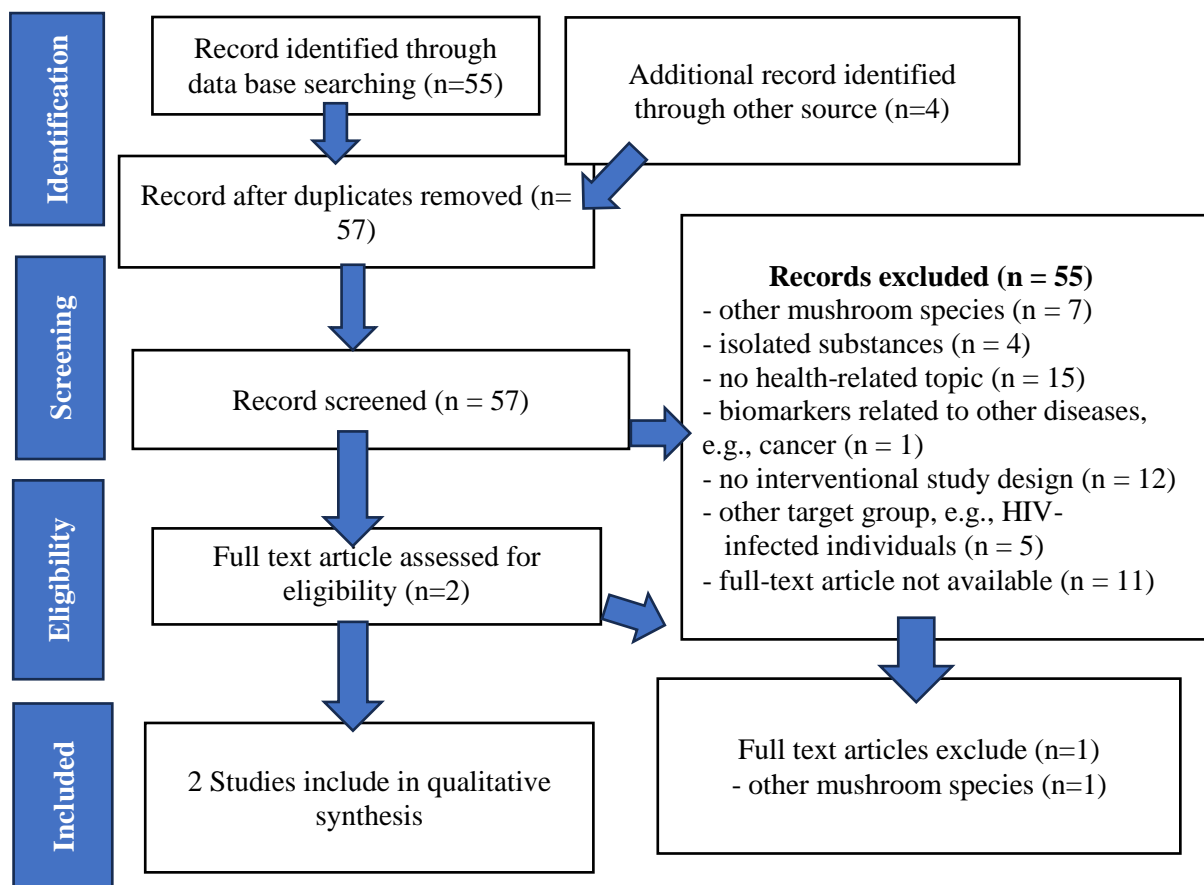 Identification
Record identified through
data base searching (n=55)
Additional record identified
through other source (n=4)
Record after duplicates removed (n=
57)
Screening
Record screened (n = 57)
Records excluded (n = 55)
- other mushroom species (n = 7)
- isolated substances (n = 4)
- no health-related topic (n = 15)
- biomarkers related to other diseases,
e.g., cancer (n = 1)
- no interventional study design (n = 12)
- other target group, e.g., HIV-
infected individuals (n = 5)
- full-text article not available (n = 11)
Eligibility
Full text article assessed for
eligibility (n=2)
Full text articles exclude (n=1)
- other mushroom species (n=1)
Included
2 Studies include in qualitative
synthesis